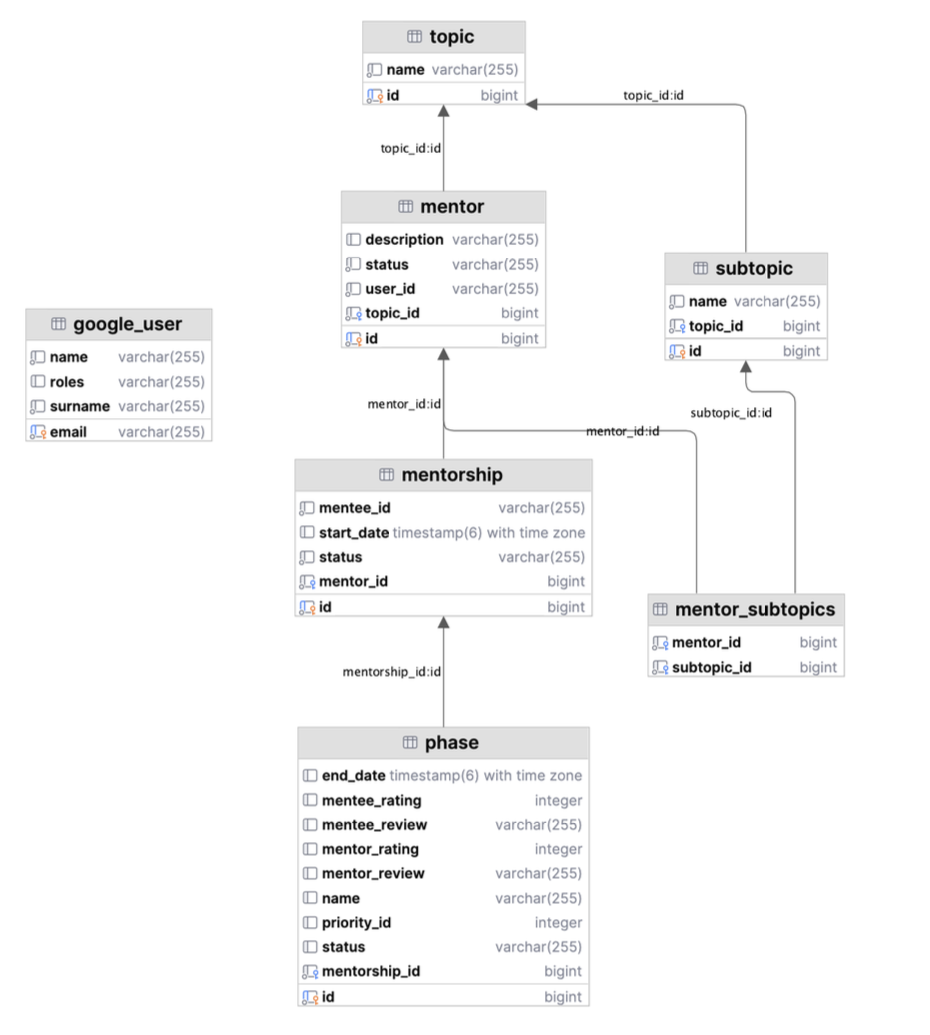 topic
name varchar(255)
id bigint
topic_id:id
topic_id:id
mentor
description varchar(255)
status varchar(255)
user_id varchar(255)
topic_id bigint
id bigint
subtopic
name varchar(255)
topic_id bigint
id bigint
google_user
name varchar(255)
roles varchar(255)
surname varchar(255)
email varchar(255)
mentor_id:id
subtopic_id:id
mentor_id:id
mentorship
mentee_id varchar(255)
start_date timestamp(6) with time zone
status varchar(255)
mentor_id bigint
id bigint
mentor_subtopics
mentor_id bigint
subtopic_id bigint
mentorship_id:id
phase
end_date timestamp(6) with time zone
mentee_rating integer
mentee_review varchar(255)
mentor_rating integer
mentor_review varchar(255)
name varchar(255)
priority_id integer
status varchar(255)
mentorship_id bigint
id bigint